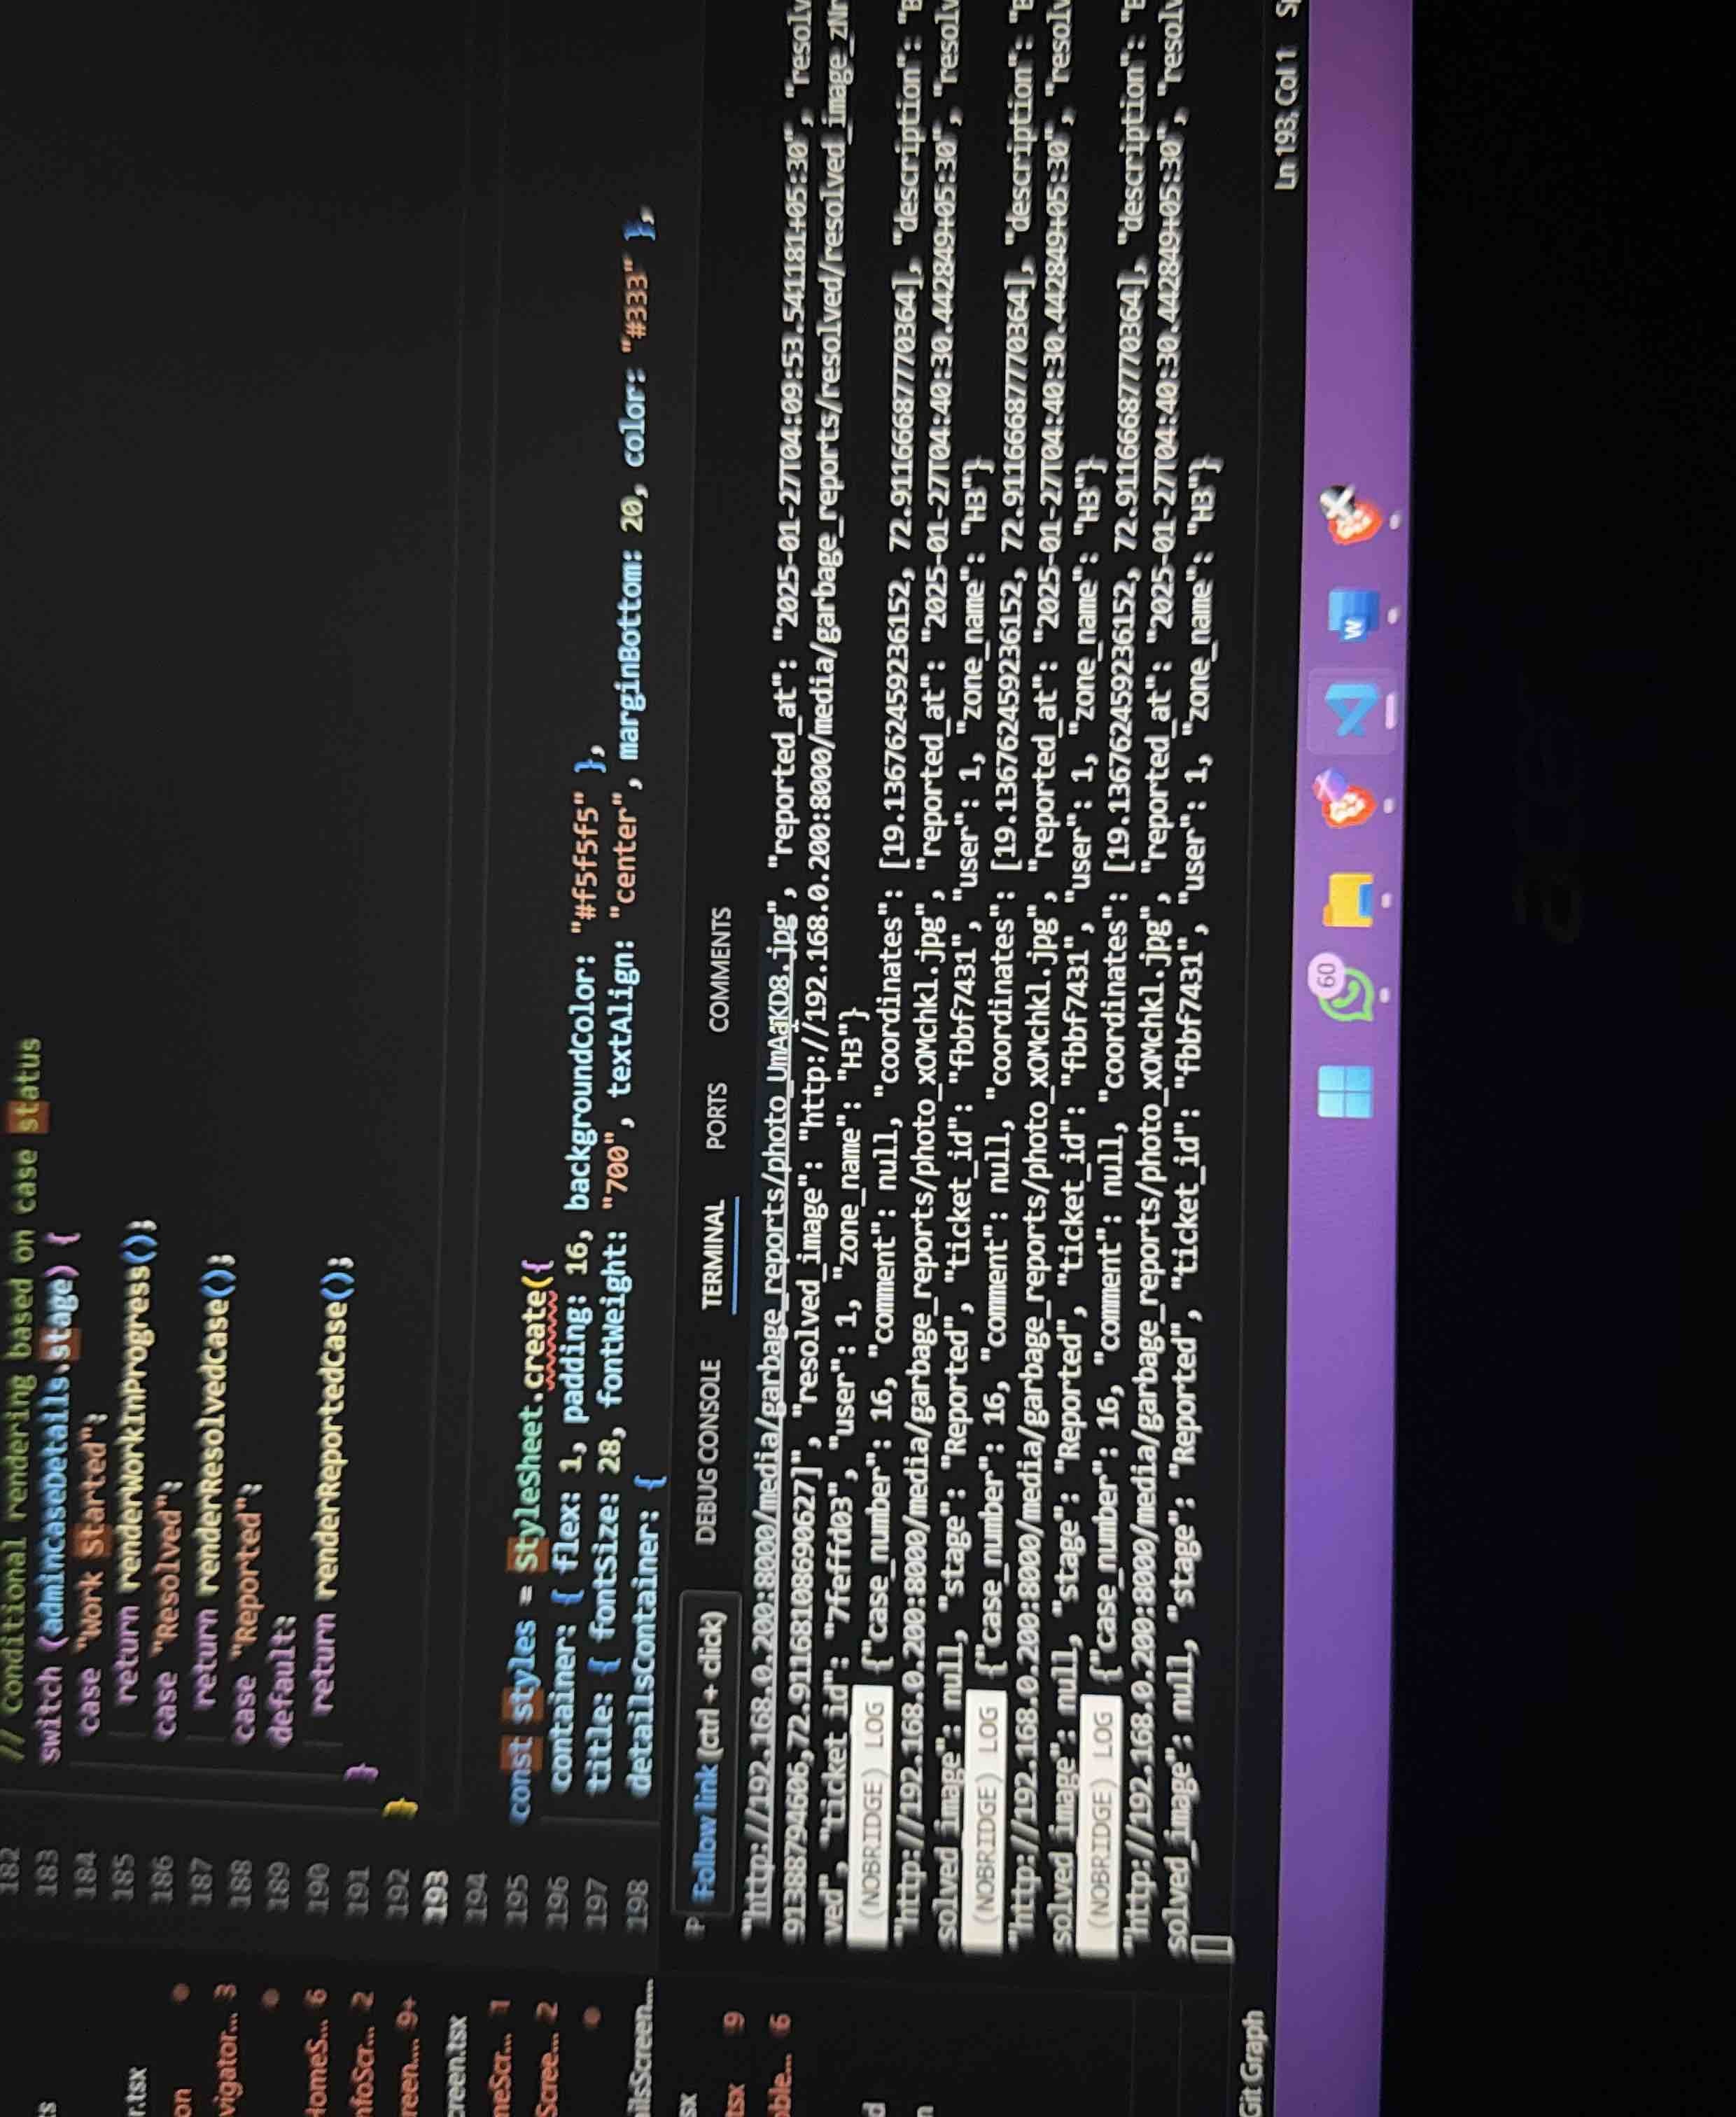 ts
r.tsx
on
vigator... 3
HomeS... 6
nfoScr... 2
reen.... 9+
creen.tsx
meScr... 1
Scree... 2
ilsScreen....
sx
tsx 9
ble... 6
d
n
182 // Conditional rendering based on case status
183 switch (adminCaseDetails.stage) {
184 case "Work Started":
185 return renderWorkInProgress();
186 case "Resolved":
187 return renderResolvedCase();
188 case "Reported":
189 default:
190 return renderReportedCase();
191 }
192 }
193
194
195 const styles = StyleSheet.create({
196 container: { flex: 1, padding: 16, backgroundColor: "#f5f5f5" },
197 title: { fontSize: 28, fontWeight: "700", textAlign: "center", marginBottom: 20, color: "#333" },
198 detailsContainer: {
P Follow link (ctrl + click) DEBUG CONSOLE TERMINAL PORTS COMMENTS
"http://192.168.0.200:8000/media/garbage_reports/photo_UmAaKD8.jpg", "reported_at": "2025-01-27T04:09:53.541181+05:30", "resolv
91388794606,72.91168108690627]", "resolved_image": "http://192.168.0.200:8000/media/garbage_reports/resolved/resolved_image_zNr
ved", "ticket_id": "7feffd03", "user": 1, "zone_name": "H3"}
(NOBRIDGE) LOG {"case_number": 16, "comment": null, "coordinates": [19.136762459236152, 72.91166687770364], "description": "E
"http://192.168.0.200:8000/media/garbage_reports/photo_xOMchkl.jpg", "reported_at": "2025-01-27T04:40:30.442849+05:30", "resolv
solved_image": null, "stage": "Reported", "ticket_id": "fbbf7431", "user": 1, "zone_name": "H3"}
(NOBRIDGE) LOG {"case_number": 16, "comment": null, "coordinates": [19.136762459236152, 72.91166687770364], "description": "E
"http://192.168.0.200:8000/media/garbage_reports/photo_xOMchkl.jpg", "reported_at": "2025-01-27T04:40:30.442849+05:30", "resolv
solved_image": null, "stage": "Reported", "ticket_id": "fbbf7431", "user": 1, "zone_name": "H3"}
(NOBRIDGE) LOG {"case_number": 16, "comment": null, "coordinates": [19.136762459236152, 72.91166687770364], "description": "E
"http://192.168.0.200:8000/media/garbage_reports/photo_xOMchkl.jpg", "reported_at": "2025-01-27T04:40:30.442849+05:30", "resolv
solved_image": null, "stage": "Reported", "ticket_id": "fbbf7431", "user": 1, "zone_name": "H3"}
Git Graph
Ln 193, Col 1 Sp
60
W
acer